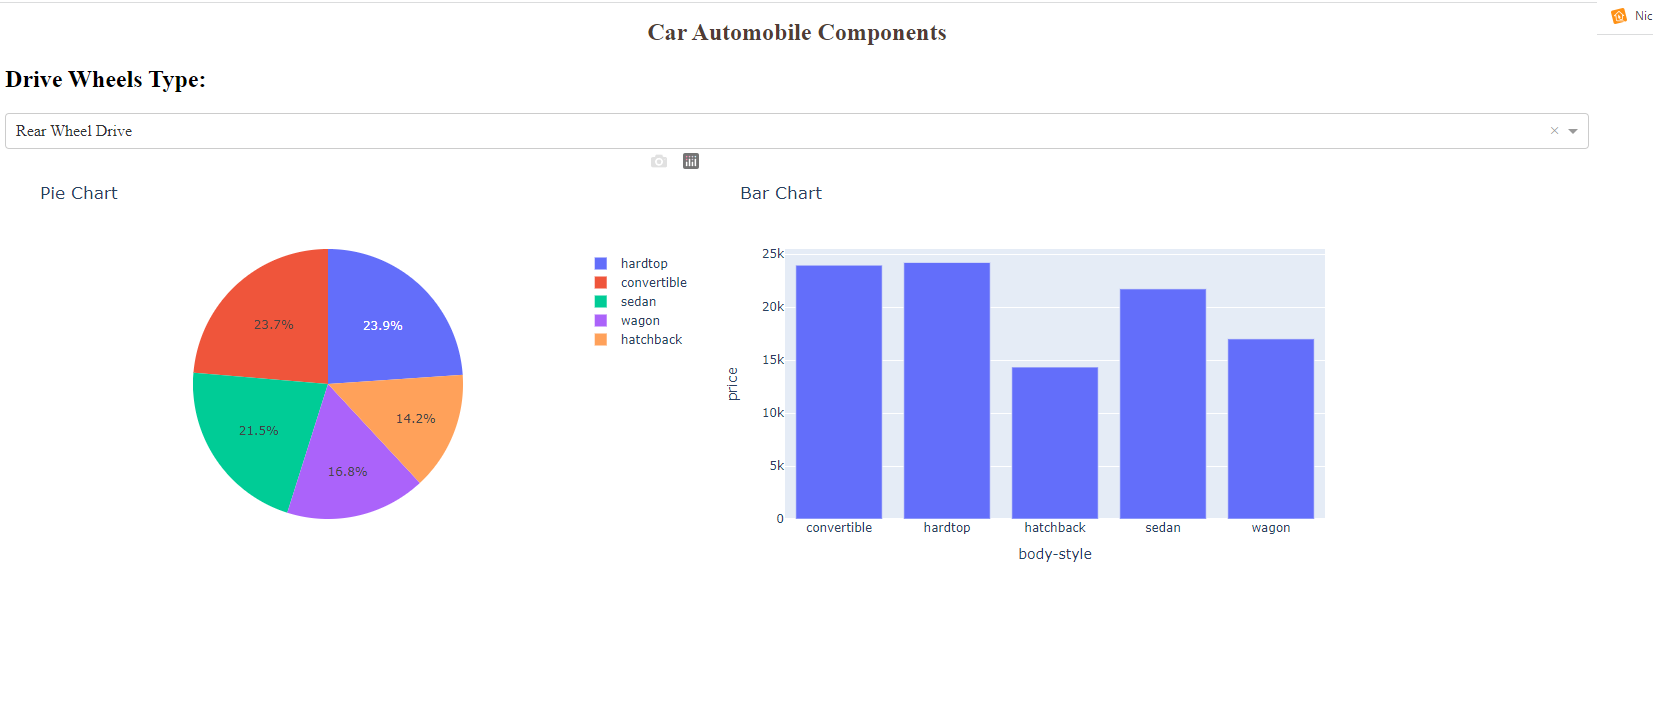 Car Automobile Components
Nic
Drive Wheels Type:
Rear Wheel Drive
×
Pie Chart
23.9%
23.7%
21.5%
16.8%
14.2%
hardtop
convertible
sedan
wagon
hatchback
Bar Chart
25k
20k
15k
10k
5k
0
price
convertible hardtop hatchback sedan wagon
body-style